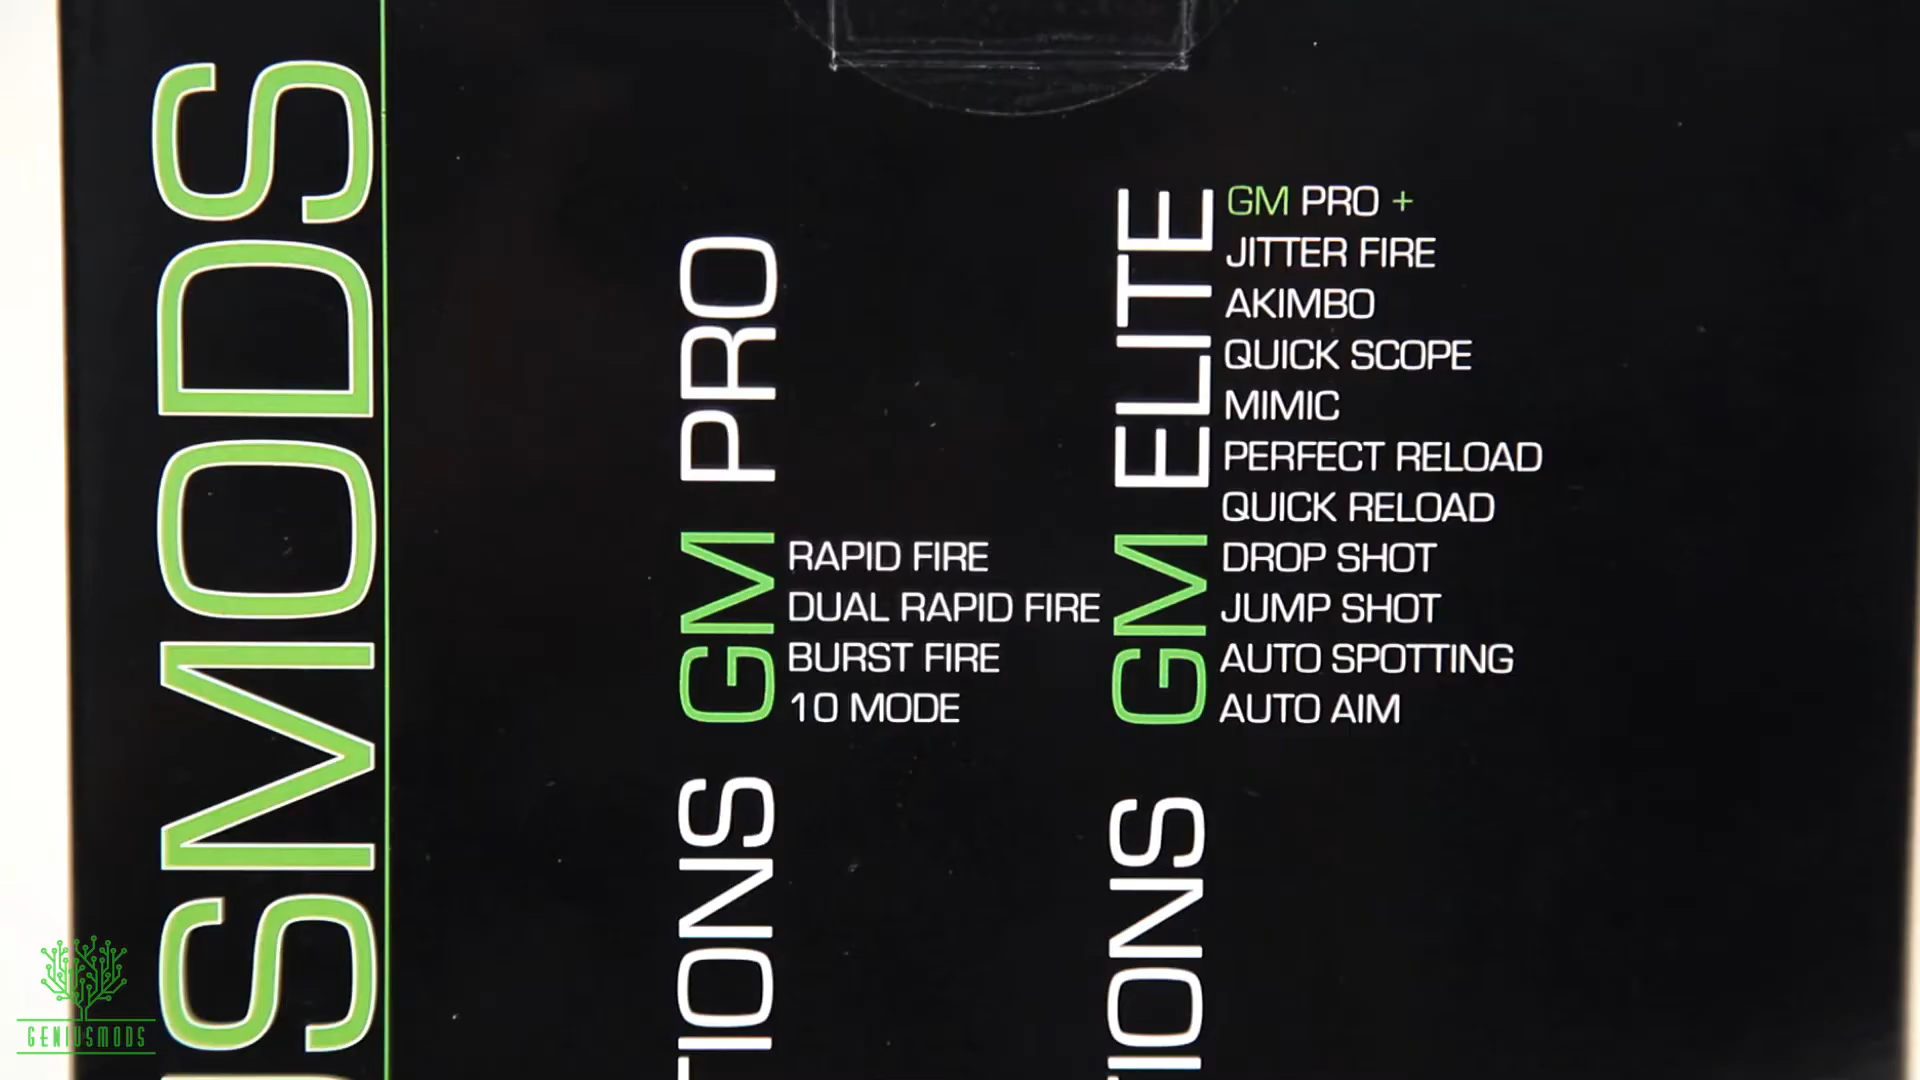 SMODS
GM PRO
RAPID FIRE
DUAL RAPID FIRE
BURST FIRE
10 MODE
TIONS
GM ELITE
GM PRO +
JITTER FIRE
AKIMBO
QUICK SCOPE
MIMIC
PERFECT RELOAD
QUICK RELOAD
DROP SHOT
JUMP SHOT
AUTO SPOTTING
AUTO AIM
TIONS
GENIUSMODS